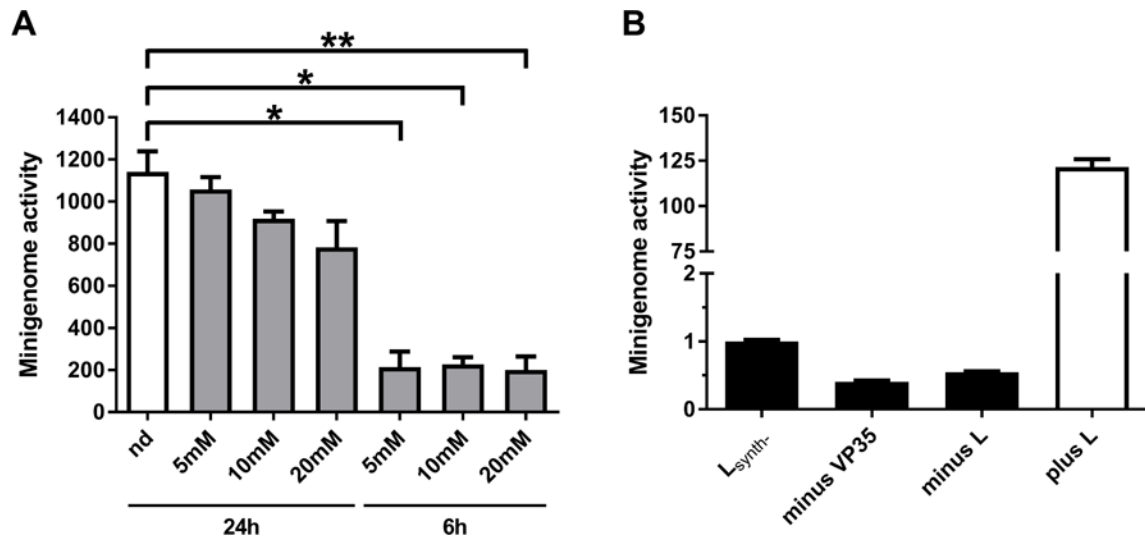 A
B
**
*
*
Minigenome activity
1400
1200
1000
800
600
400
200
0
nd
5mM
10mM
20mM
5mM
10mM
20mM
24h
6h
Minigenome activity
150
125
100
75
2
1
0
Lsynth-
minus VP35
minus L
plus L